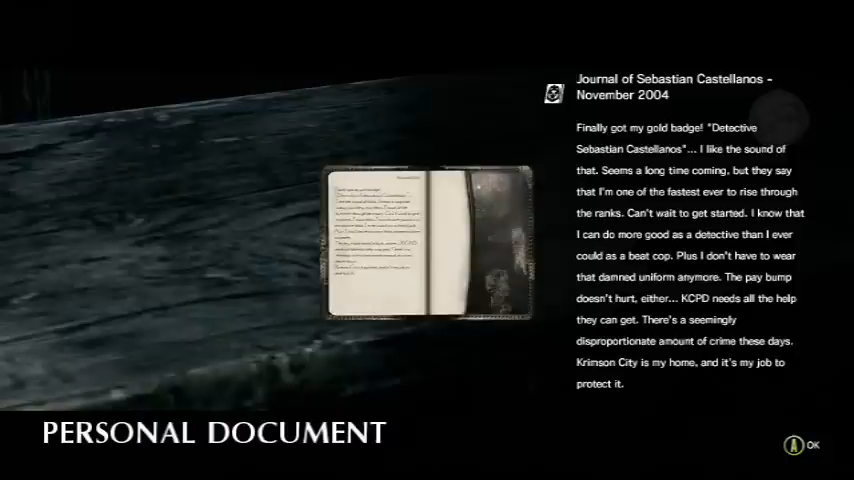 Journal of Sebastian Castellanos -
November 2004
Finally got my gold badge! "Detective
Sebastian Castellanos"... I like the sound of
that. Seems a long time coming, but they say
that I'm one of the fastest ever to rise through
the ranks. Can't wait to get started. I know that
I can do more good as a detective than I ever
could as a beat cop. Plus I don't have to wear
that damned uniform anymore. The pay bump
doesn't hurt, either... KCPD needs all the help
they can get. There's a seemingly
disproportionate amount of crime these days.
Krimson City is my home, and it's my job to
protect it.
PERSONAL DOCUMENT
A OK